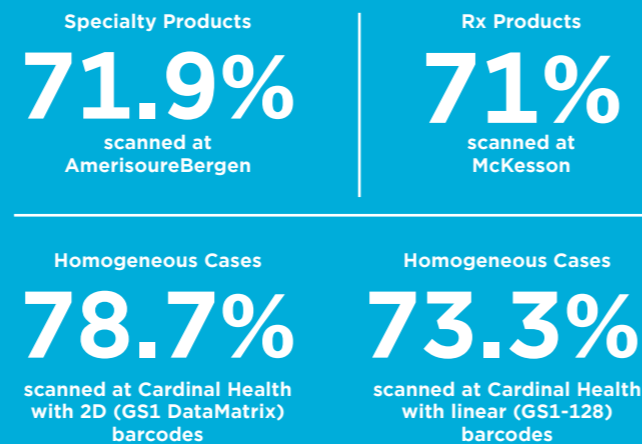 Specialty Products
71.9%
scanned at
AmerisoureBergen
Rx Products
71%
scanned at
McKesson
Homogeneous Cases
78.7%
scanned at Cardinal Health
with 2D (GS1 DataMatrix)
barcodes
Homogeneous Cases
73.3%
scanned at Cardinal Health
with linear (GS1-128)
barcodes